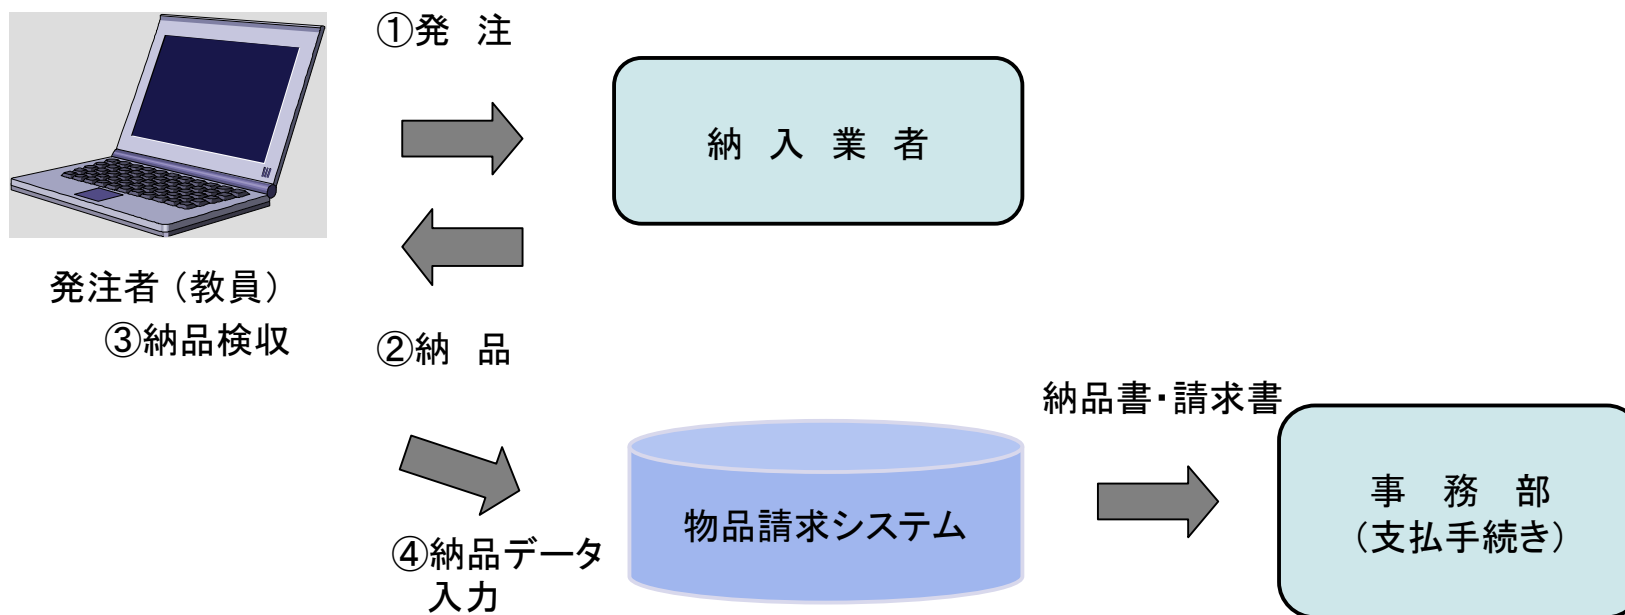 ①発　注
納　入　業　者
発注者（教員）
③納品検収
②納　品
納品書・請求書
物品請求システム
事　務　部
（支払手続き）
④納品データ
入力